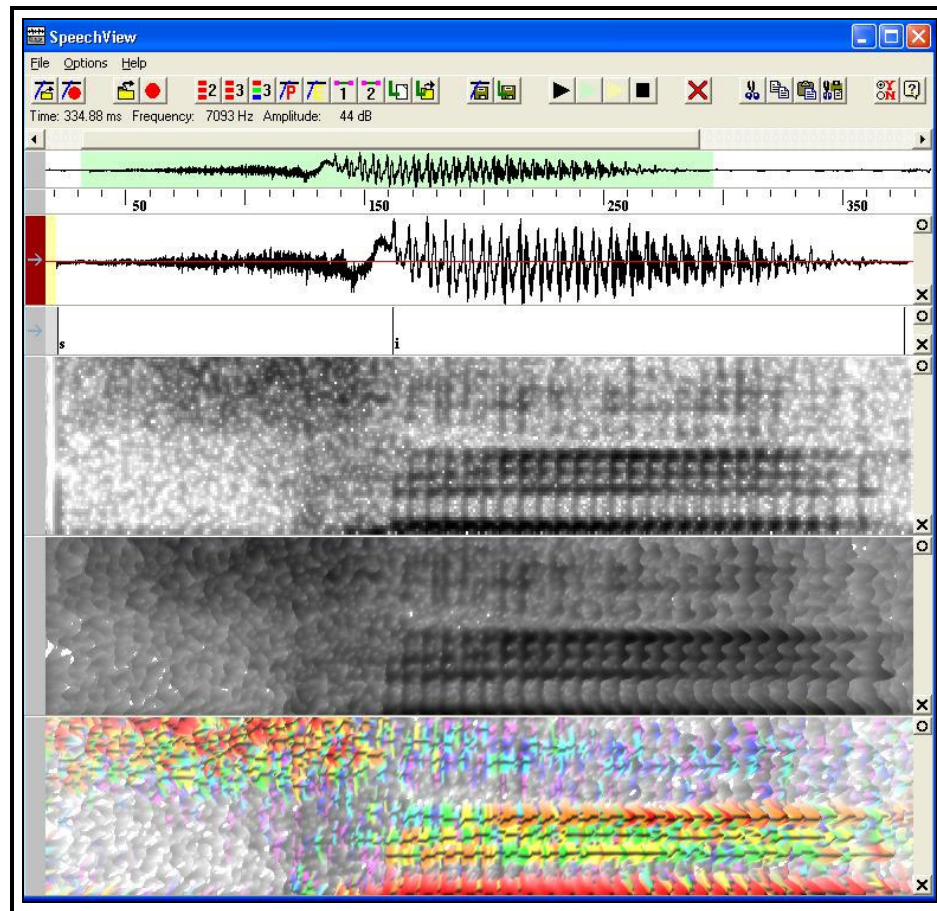 SpeechView
File Options Help
2 3 3 P 1 2
Time: 334.88 ms Frequency: 7093 Hz Amplitude: 44 dB
50 150 250 350
s i